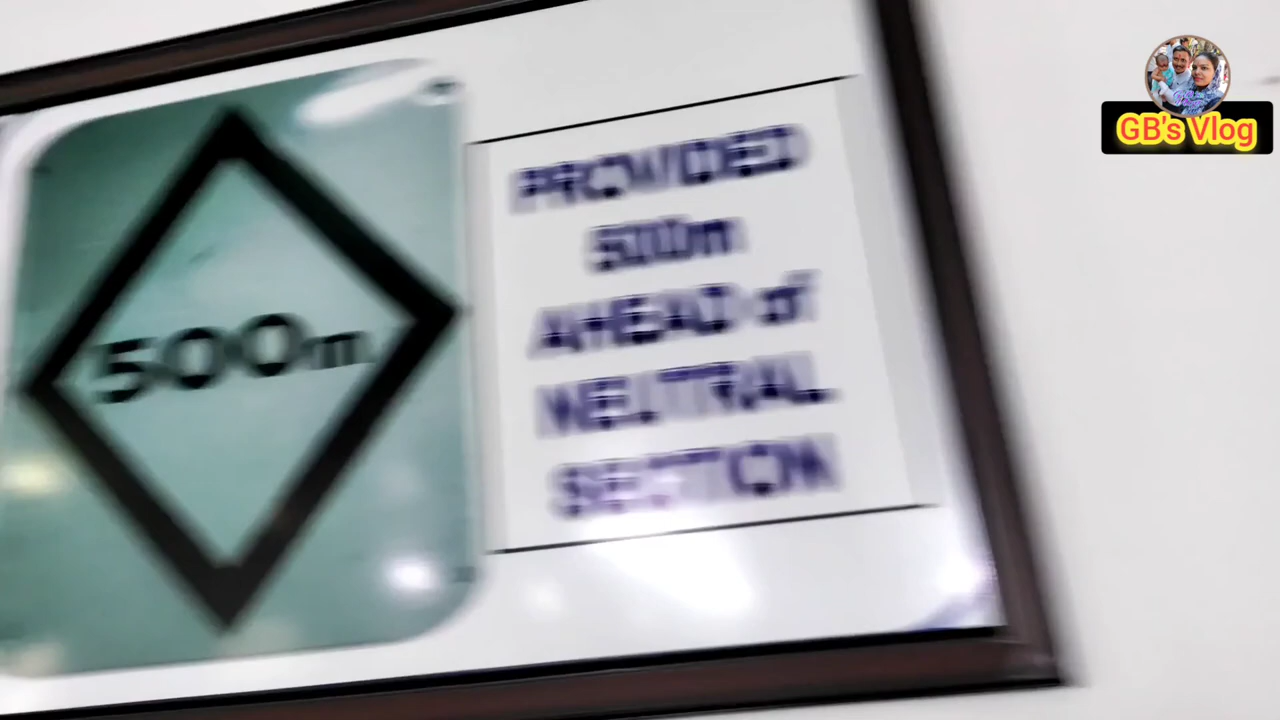 500m
PROVIDED
500m
AHEAD of
NEUTRAL
SECTION
GB's Vlog